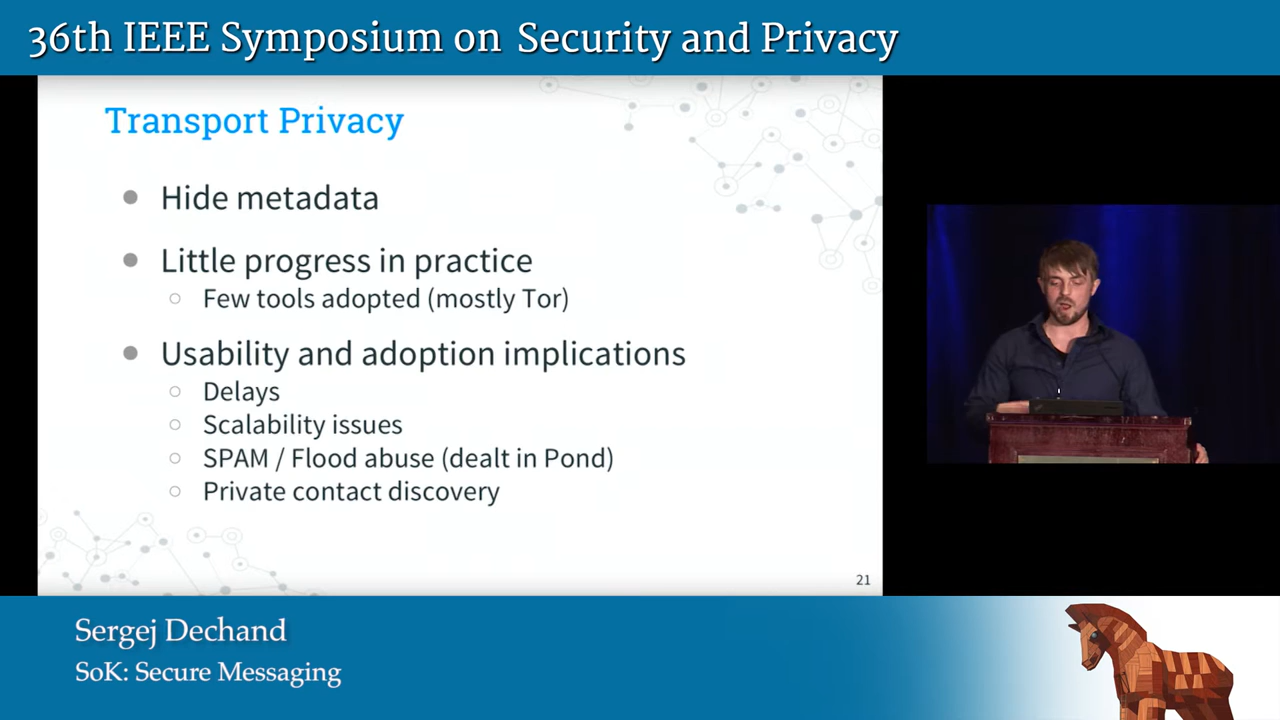 36th IEEE Symposium on Security and Privacy
Transport Privacy
Hide metadata
Little progress in practice
Few tools adopted (mostly Tor)
Usability and adoption implications
Delays
Scalability issues
SPAM / Flood abuse (dealt in Pond)
Private contact discovery
21
Sergej Dechand
SoK: Secure Messaging